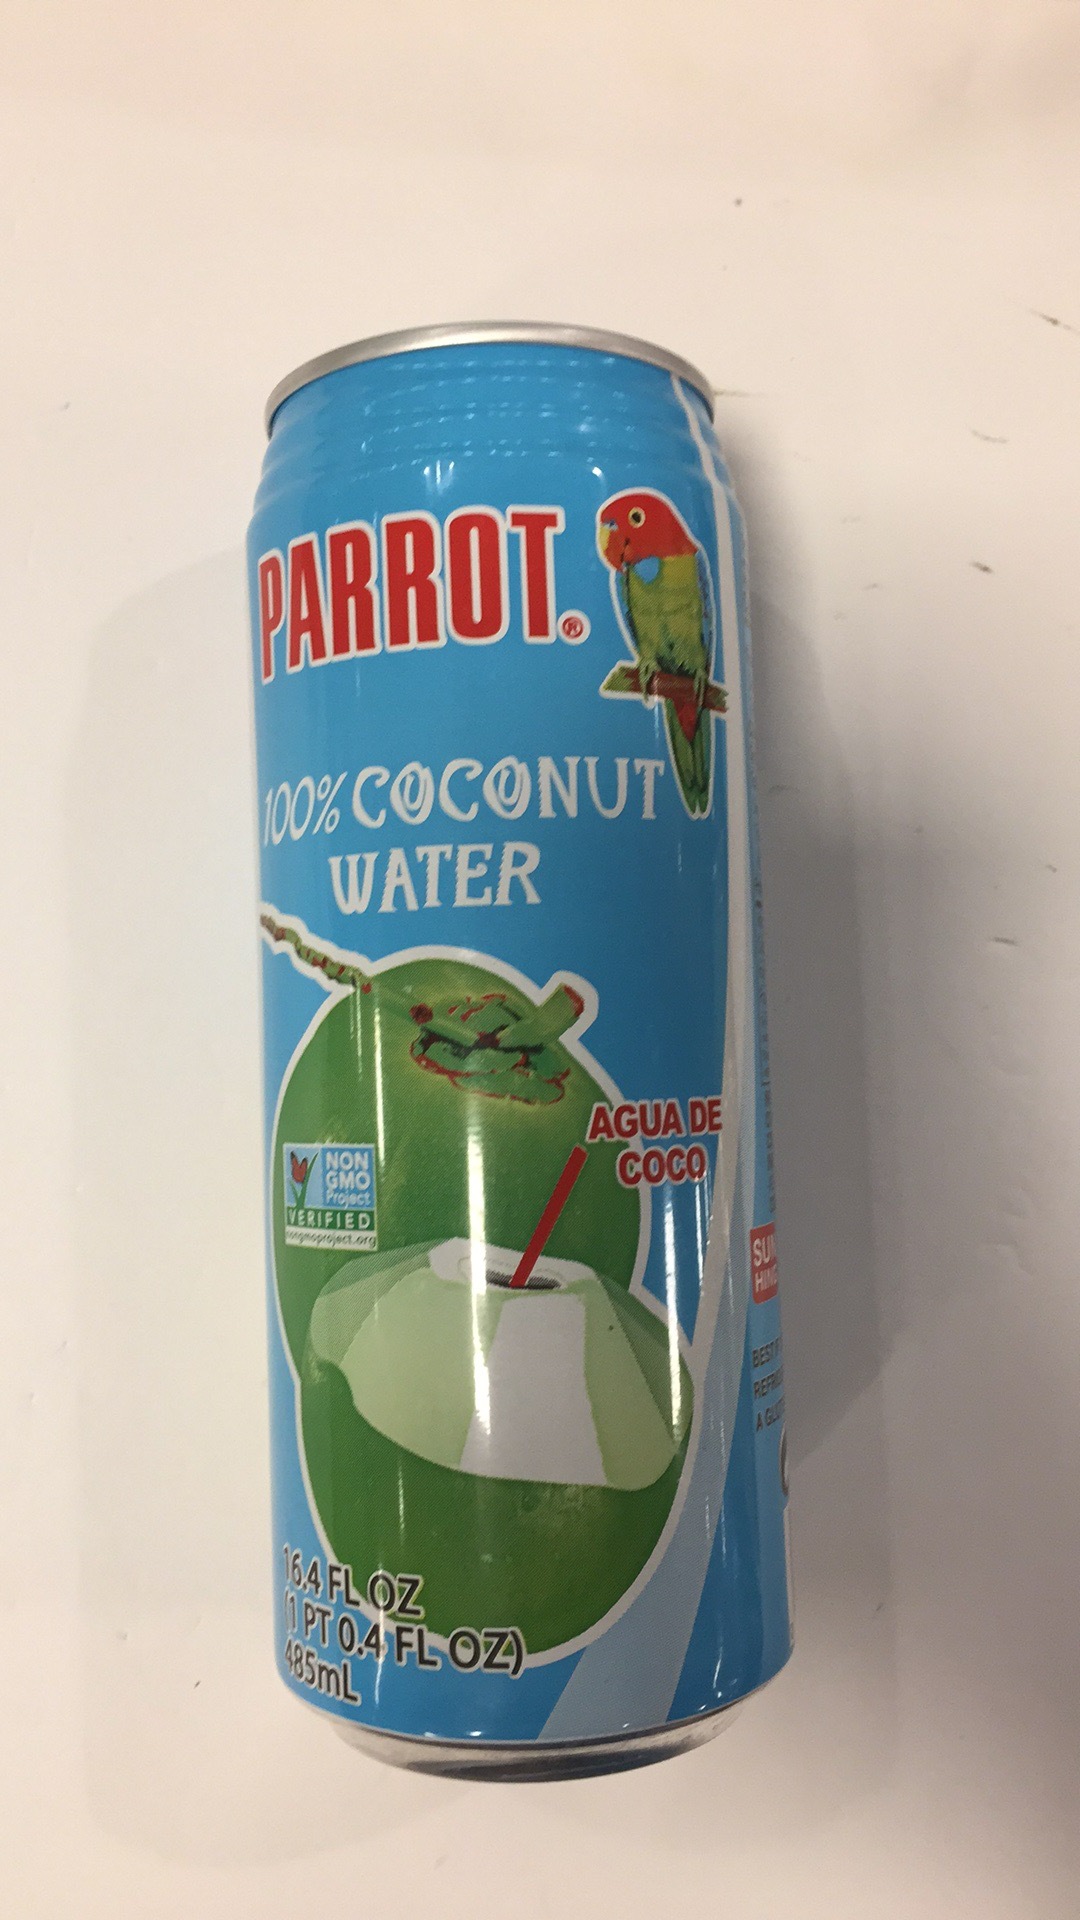 PARROT®
100% COCONUT
WATER
AGUA DE
COCO
NON
GMO
Project
VERIFIED
nongmoproject.org
16.4 FL OZ
(1 PT 0.4 FL OZ)
485mL